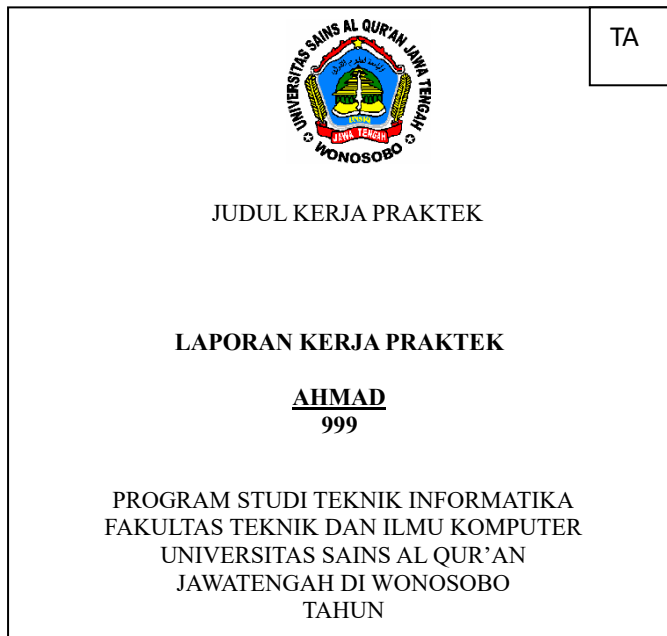 TA
UNIVERSITAS SAINS AL QUR'AN JAWA TENGAH
WONOSOBO
UNSIQ
JAWA TENGAH
JUDUL KERJA PRAKTEK
LAPORAN KERJA PRAKTEK
AHMAD
999
PROGRAM STUDI TEKNIK INFORMATIKA
FAKULTAS TEKNIK DAN ILMU KOMPUTER
UNIVERSITAS SAINS AL QUR’AN
JAWATENGAH DI WONOSOBO
TAHUN